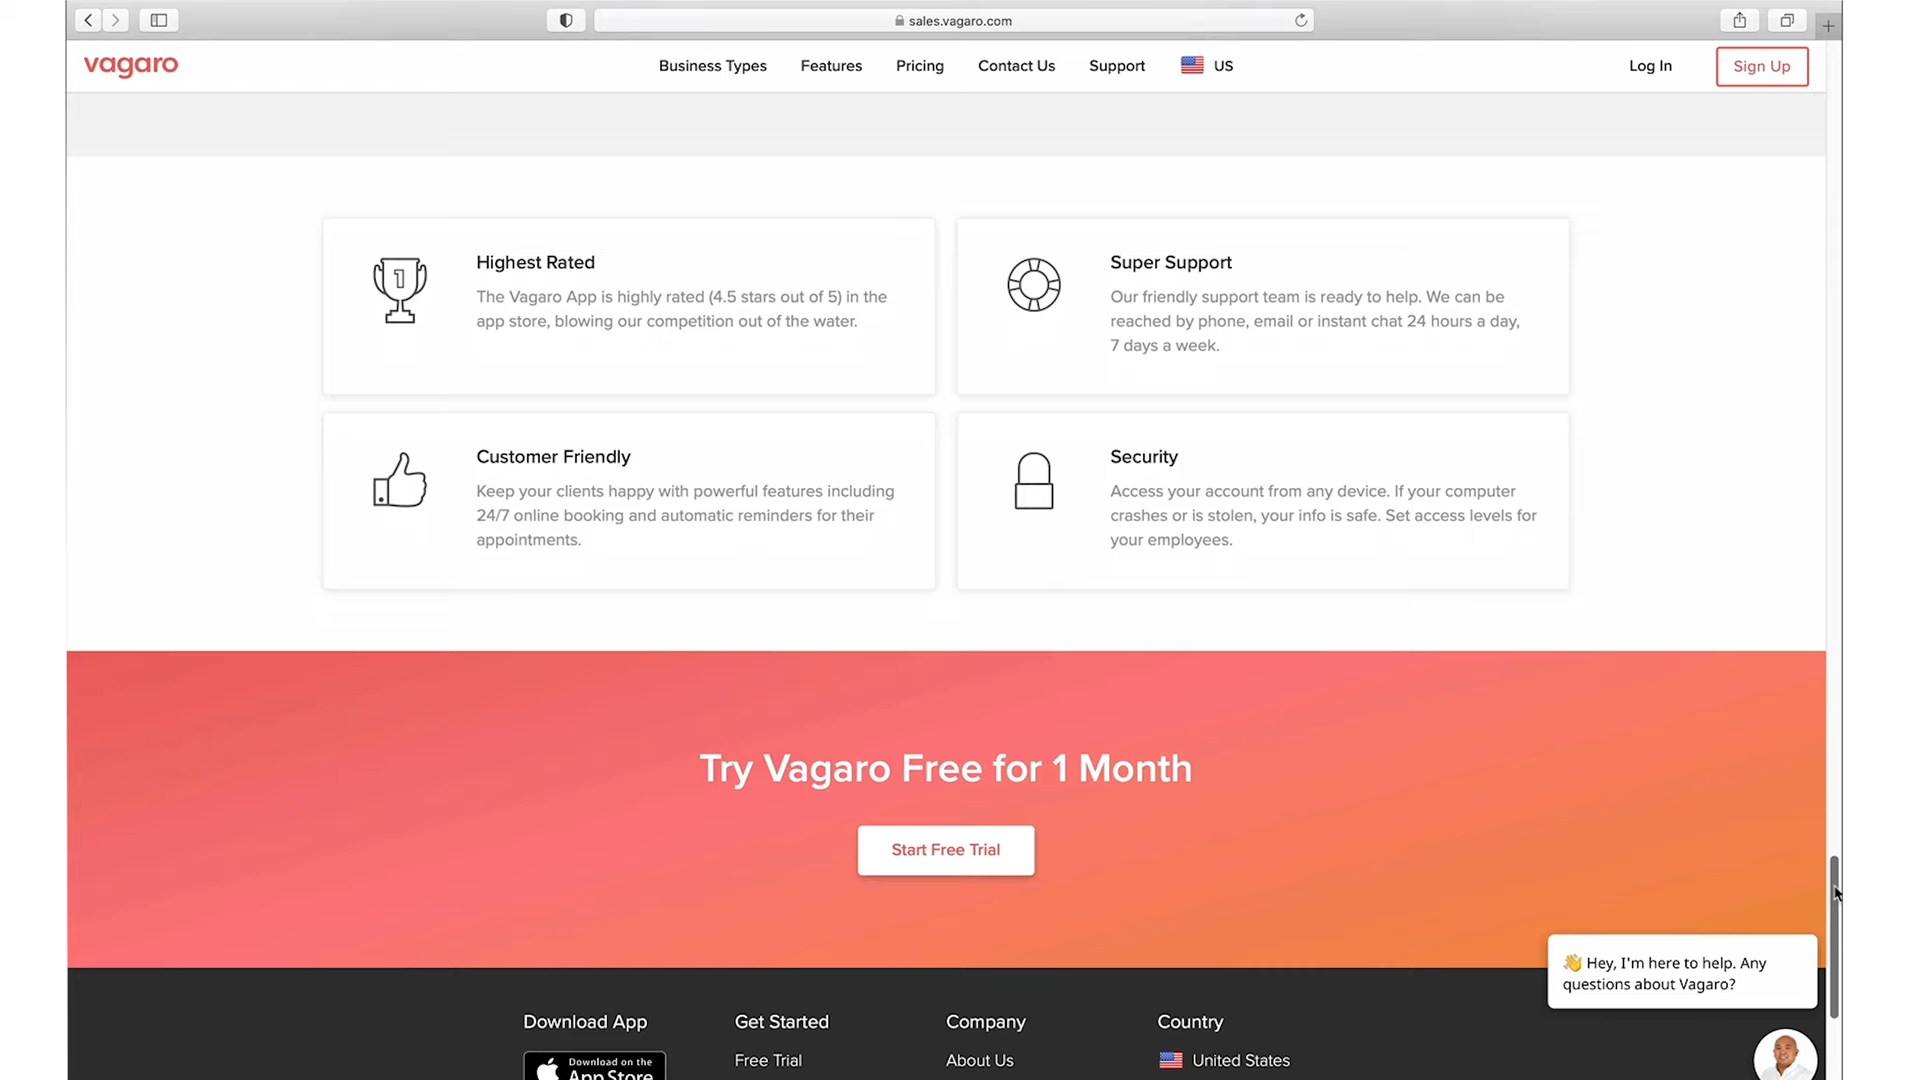 sales.vagaro.com
vagaro
Business Types
Features
Pricing
Contact Us
Support
US
Log In
Sign Up
1
Highest Rated
The Vagaro App is highly rated (4.5 stars out of 5) in the
app store, blowing our competition out of the water.
Super Support
Our friendly support team is ready to help. We can be
reached by phone, email or instant chat 24 hours a day,
7 days a week.
Customer Friendly
Keep your clients happy with powerful features including
24/7 online booking and automatic reminders for their
appointments.
Security
Access your account from any device. If your computer
crashes or is stolen, your info is safe. Set access levels for
your employees.
Try Vagaro Free for 1 Month
Start Free Trial
👋 Hey, I'm here to help. Any
questions about Vagaro?
Download App
Download on the
App Store
Get Started
Free Trial
Company
About Us
Country
United States